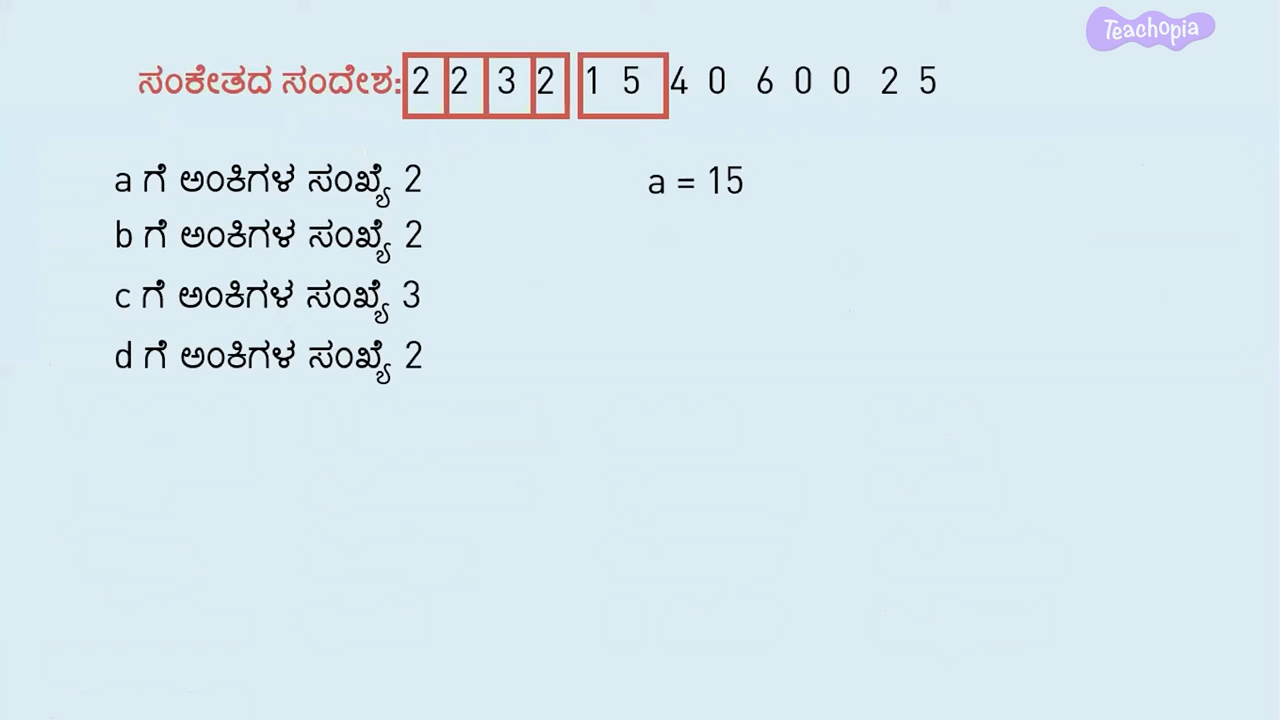 Teachopia
ಸಂಕೇತದ ಸಂದೇಶ: 2 2 3 2 1 5 4 0 6 0 0 2 5
a ಗೆ ಅಂಕಿಗಳ ಸಂಖ್ಯೆ 2
a = 15
b ಗೆ ಅಂಕಿಗಳ ಸಂಖ್ಯೆ 2
c ಗೆ ಅಂಕಿಗಳ ಸಂಖ್ಯೆ 3
d ಗೆ ಅಂಕಿಗಳ ಸಂಖ್ಯೆ 2